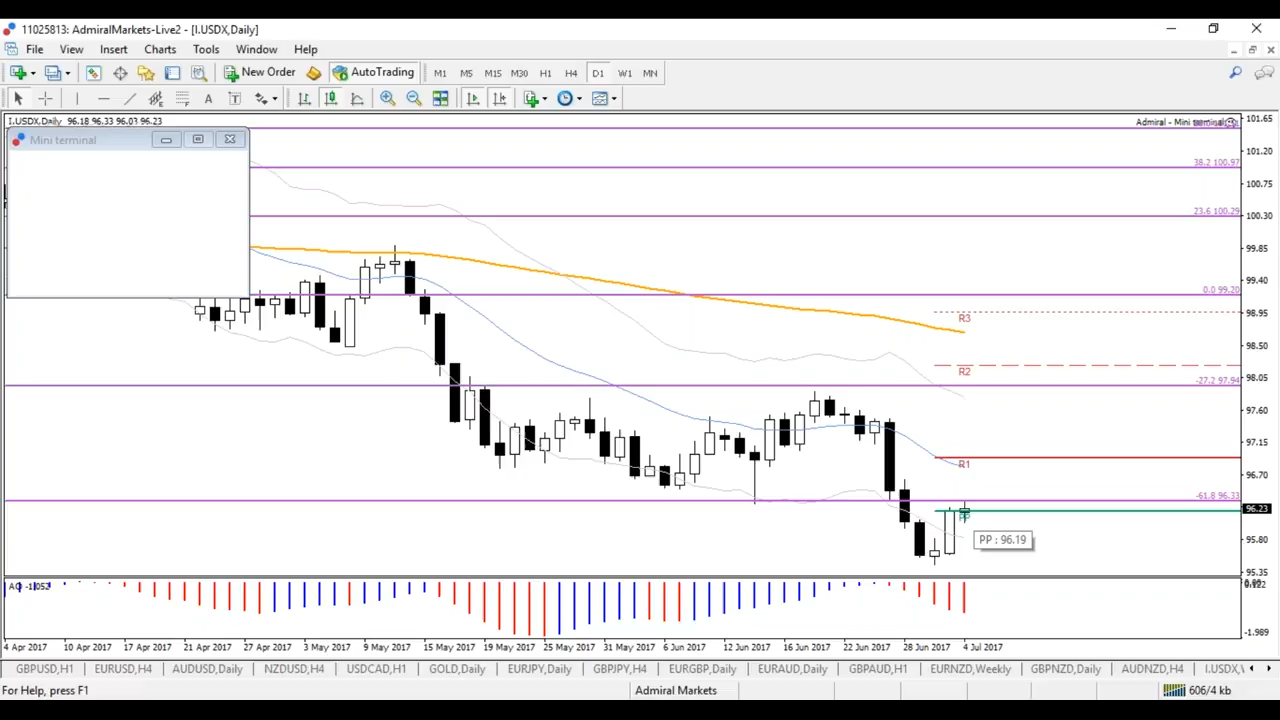 11025813: AdmiralMarkets-Live2 - [I.USDX,Daily]
File View Insert Charts Tools Window Help
New Order AutoTrading M1 M5 M15 M30 H1 H4 D1 W1 MN
A T
I.USDX,Daily 96.18 96.33 96.03 96.23
Admiral - Mini terminal
Mini terminal
101.65
101.20
38.2 100.97
100.75
23.6 100.29
100.30
99.85
99.40
0.0 99.20
98.95
R3
98.50
R2
98.05
-27.2 97.94
97.60
97.15
R1
96.70
-61.8 96.33
96.23
PP
PP : 96.19
95.80
95.35
AO -1.052
-1.989
4 Apr 2017 10 Apr 2017 17 Apr 2017 21 Apr 2017 27 Apr 2017 3 May 2017 9 May 2017 15 May 2017 19 May 2017 25 May 2017 31 May 2017 6 Jun 2017 12 Jun 2017 16 Jun 2017 22 Jun 2017 28 Jun 2017 4 Jul 2017
GBPUSD,H1 EURUSD,H4 AUDUSD,Daily NZDUSD,H4 USDCAD,H1 GOLD,Daily EURJPY,Daily GBPJPY,H4 EURGBP,Daily EURAUD,Daily GBPAUD,H1 EURNZD,Weekly GBPNZD,Daily AUDNZD,H4 I.USDX,
For Help, press F1 Admiral Markets 606/4 kb